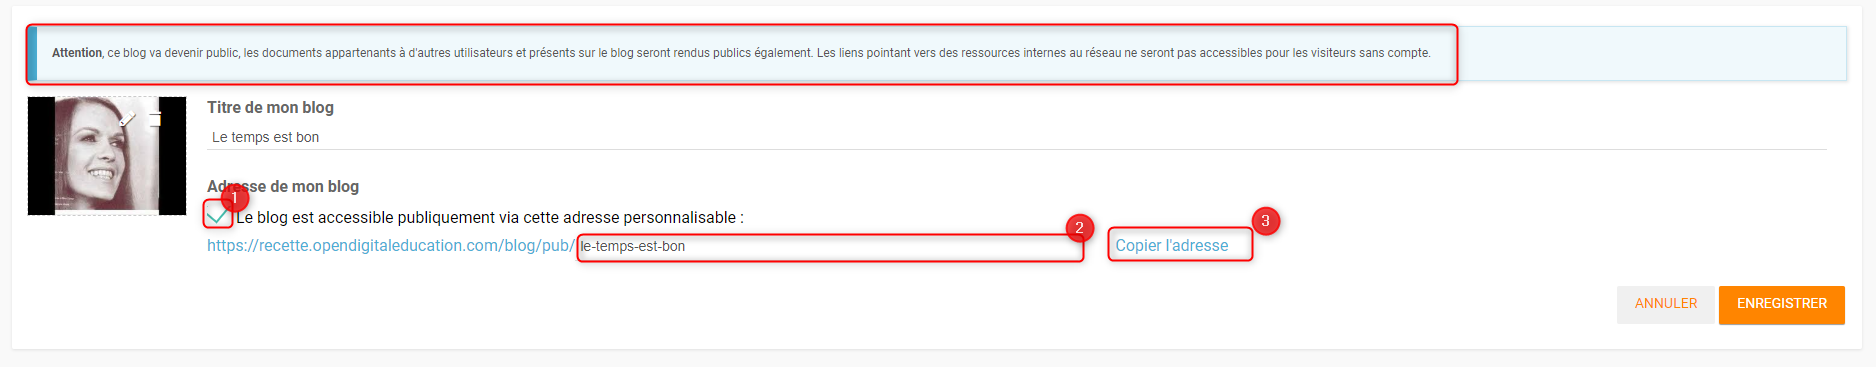 Attention, ce blog va devenir public, les documents appartenants à d'autres utilisateurs et présents sur le blog seront rendus publics également. Les liens pointant vers des ressources internes au réseau ne seront pas accessibles pour les visiteurs sans compte.
Titre de mon blog
Le temps est bon
Adresse de mon blog
1
Le blog est accessible publiquement via cette adresse personnalisable :
2
3
https://recette.opendigitaleducation.com/blog/pub/ le-temps-est-bon Copier l'adresse
ANNULER ENREGISTRER